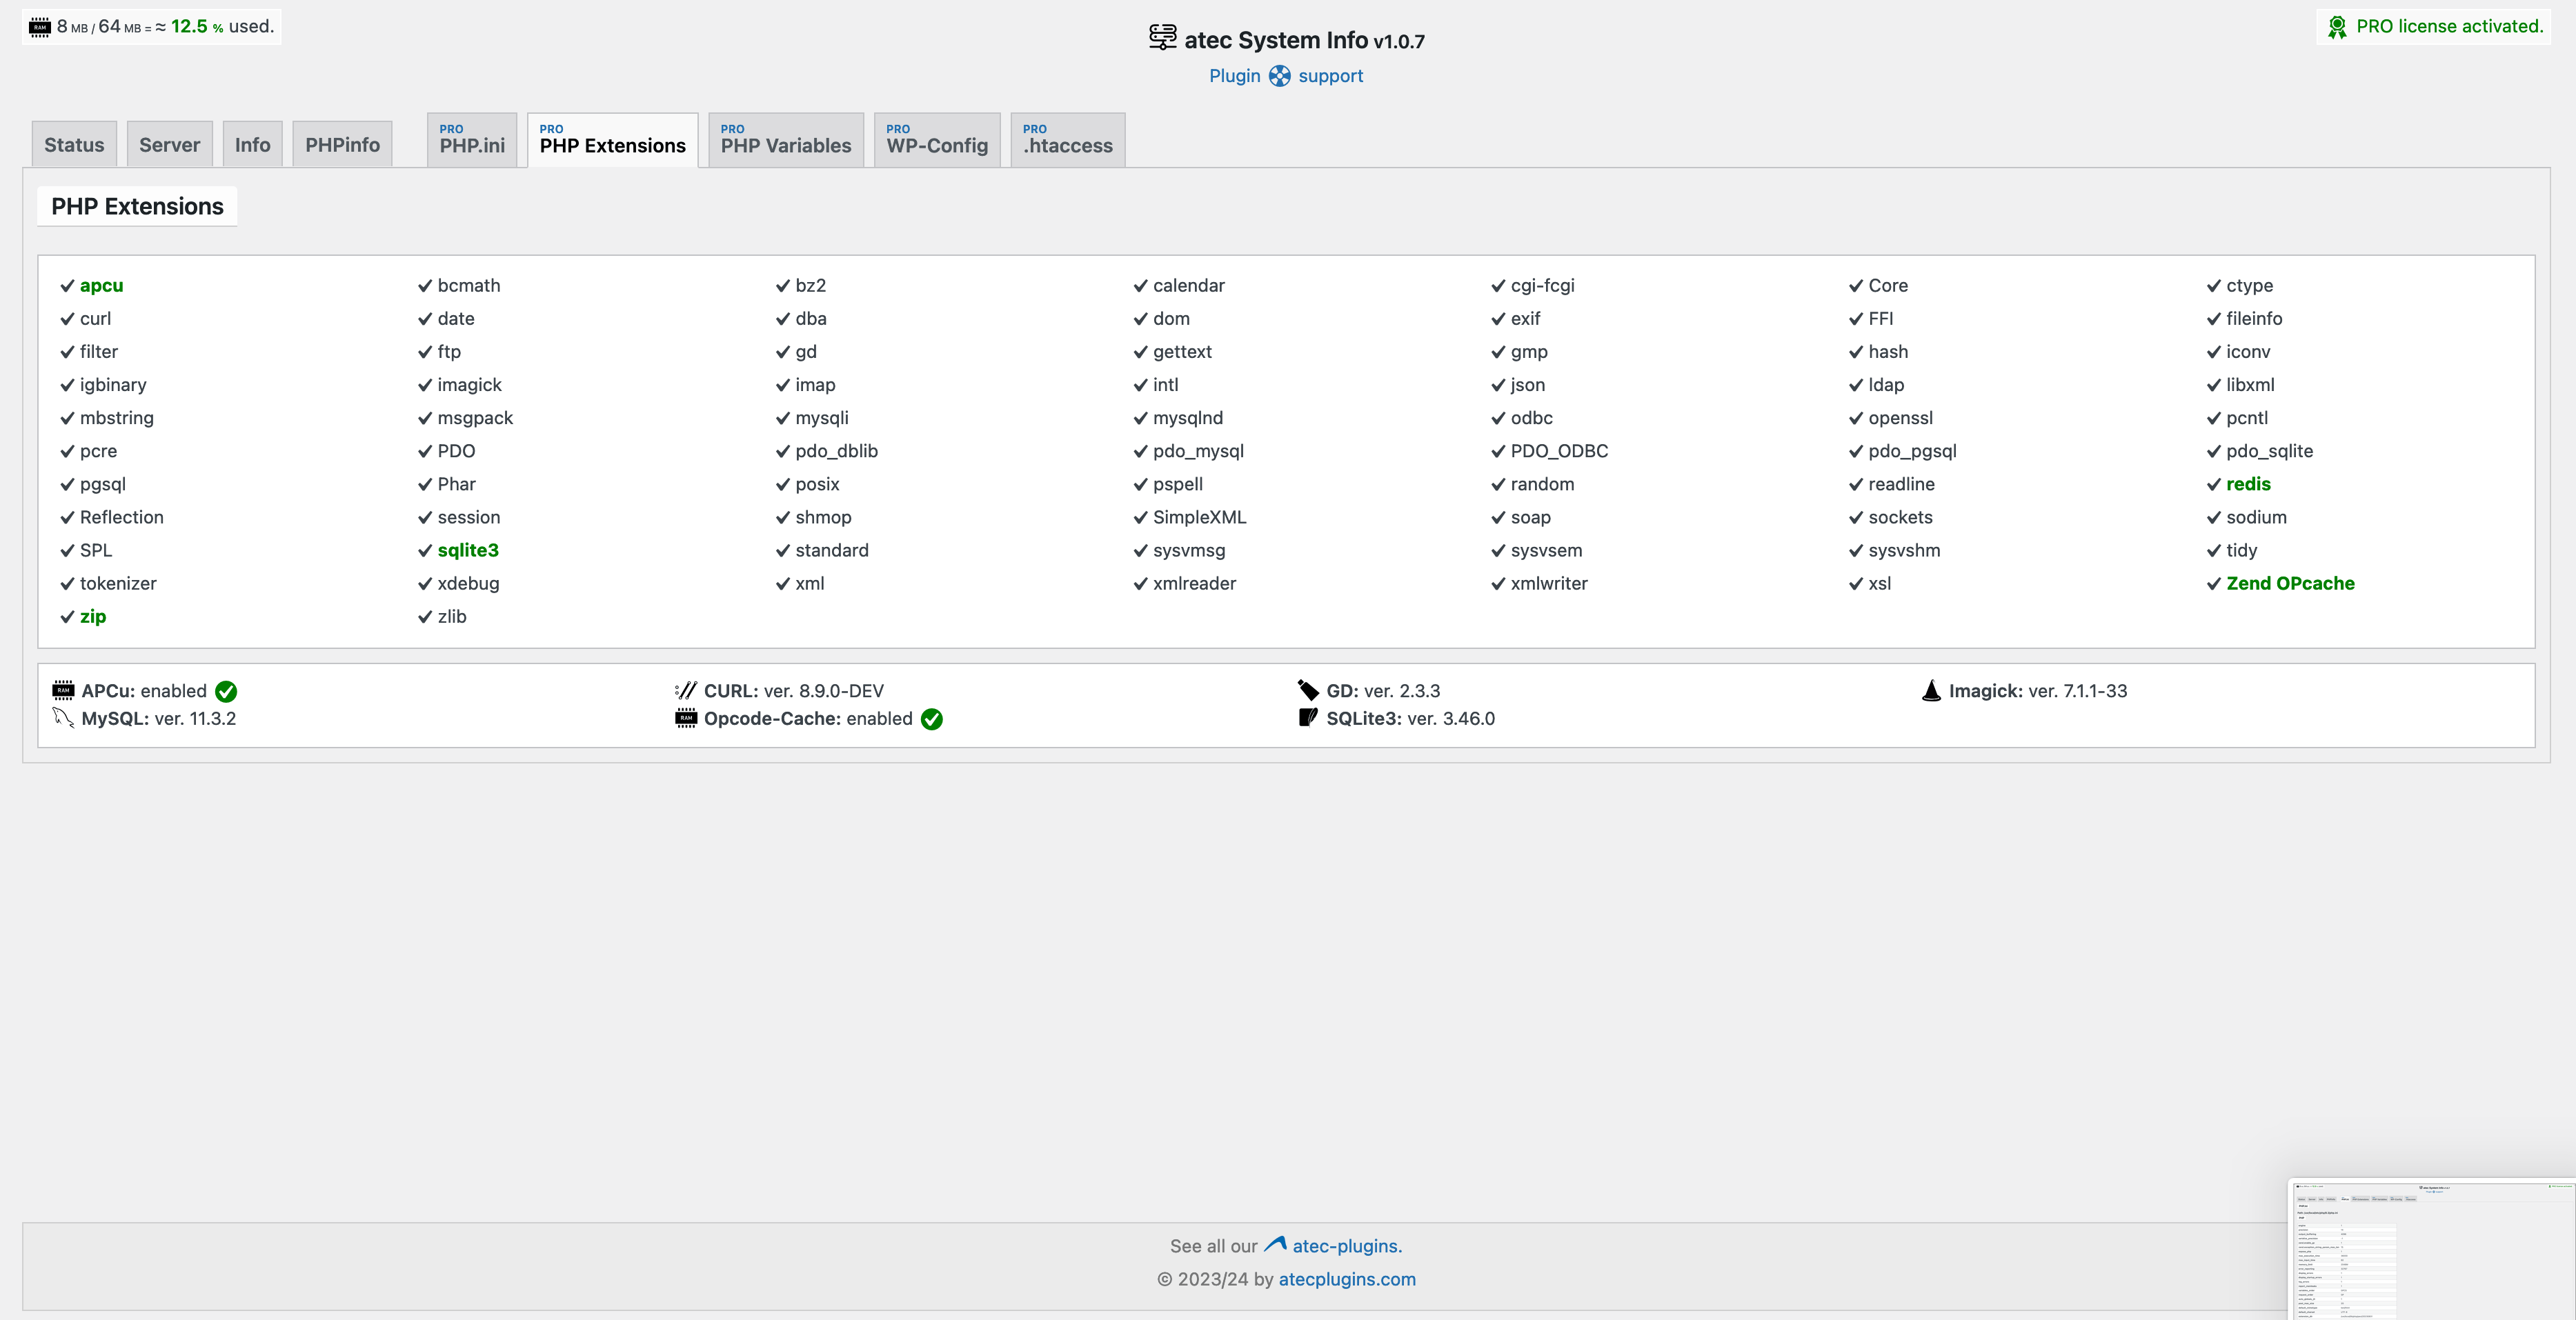 8 MB / 64 MB = ≈ 12.5 % used.
atec System Info v1.0.7
PRO license activated.
Plugin support
Status Server Info PHPinfo PRO PHP.ini PRO PHP Extensions PRO PHP Variables PRO WP-Config PRO .htaccess
PHP Extensions
apcu bcmath bz2 calendar cgi-fcgi Core ctype
curl date dba dom exif FFI fileinfo
filter ftp gd gettext gmp hash iconv
igbinary imagick imap intl json ldap libxml
mbstring msgpack mysqli mysqlnd odbc openssl pcntl
pcre PDO pdo_dblib pdo_mysql PDO_ODBC pdo_pgsql pdo_sqlite
pgsql Phar posix pspell random readline redis
Reflection session shmop SimpleXML soap sockets sodium
SPL sqlite3 standard sysvmsg sysvsem sysvshm tidy
tokenizer xdebug xml xmlreader xmlwriter xsl Zend OPcache
zip zlib
RAM APCu: enabled CURL: ver. 8.9.0-DEV GD: ver. 2.3.3 Imagick: ver. 7.1.1-33
MySQL: ver. 11.3.2 RAM Opcode-Cache: enabled SQLite3: ver. 3.46.0
See all our atec-plugins.
© 2023/24 by atecplugins.com